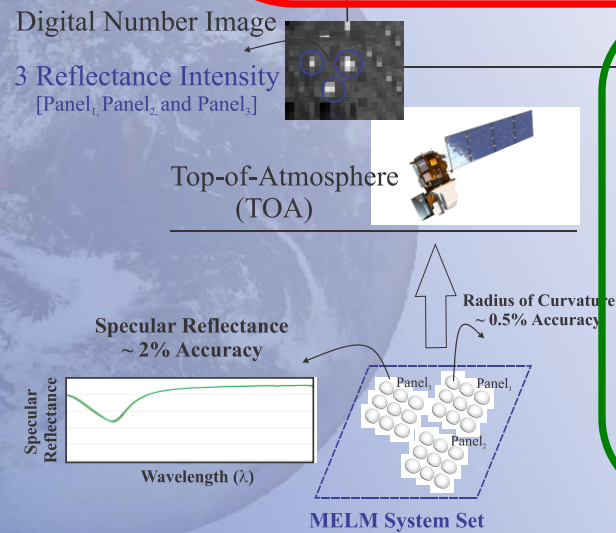 Digital Number Image
3 Reflectance Intensity
[Panel₁, Panel₂, and Panel₃]
Top-of-Atmosphere
(TOA)
Radius of Curvature
~ 0.5% Accuracy
Specular Reflectance
~ 2% Accuracy
Specular
Reflectance
Wavelength (λ)
Panel₃
Panel₁
Panel₂
MELM System Set